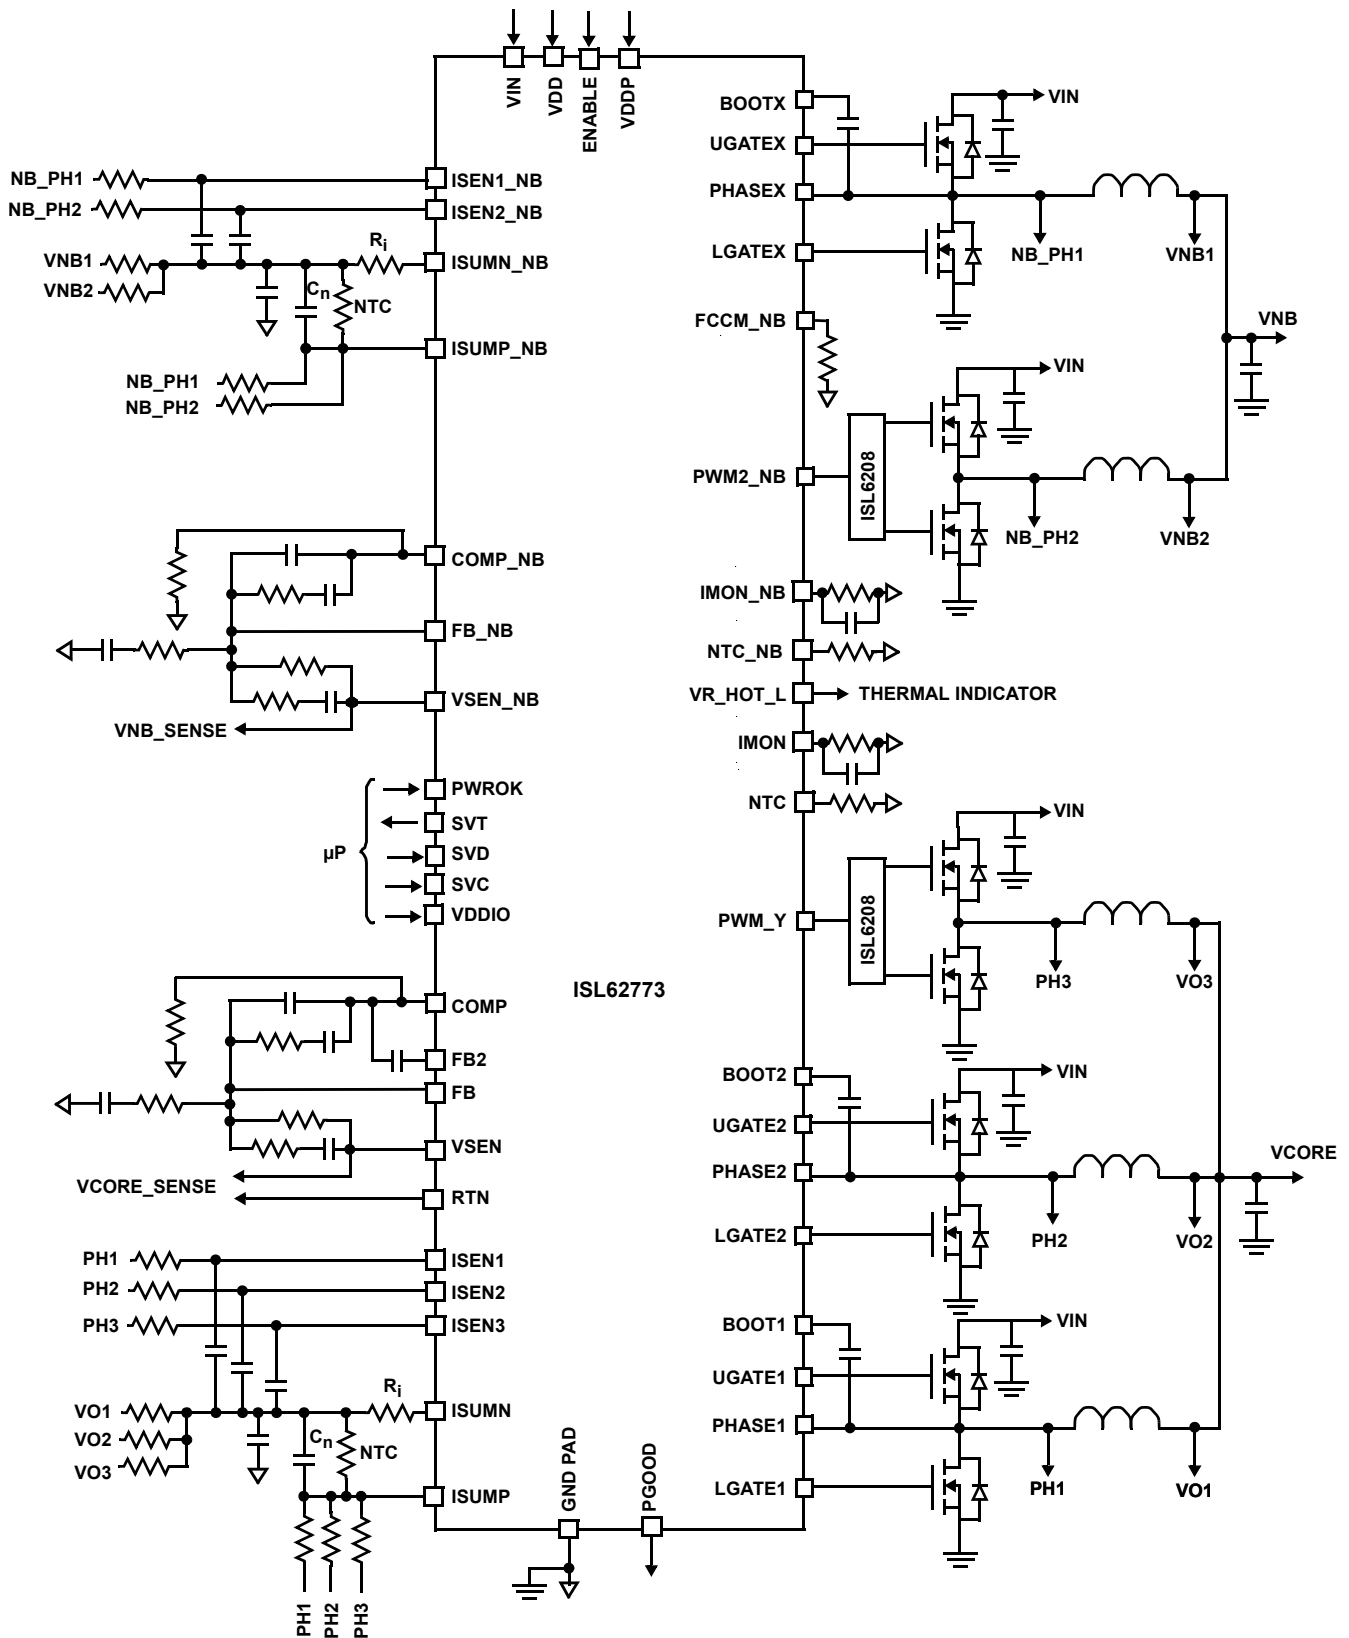 VIN
VDD
ENABLE
VDDP
BOOTX
VIN
UGATEX
NB_PH1
ISEN1_NB
PHASEX
NB_PH2
ISEN2_NB
Ri
LGATEX
NB_PH1
VNB1
VNB1
ISUMN_NB
VNB2
Cn
NTC
FCCM_NB
VNB
ISUMP_NB
NB_PH1
VIN
NB_PH2
PWM2_NB
ISL6208
NB_PH2
VNB2
COMP_NB
IMON_NB
FB_NB
NTC_NB
VSEN_NB
VR_HOT_L
THERMAL INDICATOR
VNB_SENSE
IMON
PWROK
NTC
SVT
VIN
µP
SVD
SVC
VDDIO
PWM_Y
ISL6208
PH3
VO3
ISL62773
COMP
FB2
BOOT2
VIN
FB
UGATE2
VSEN
VCORE
PHASE2
VCORE_SENSE
RTN
LGATE2
PH2
VO2
PH1
ISEN1
PH2
ISEN2
PH3
ISEN3
BOOT1
VIN
UGATE1
Ri
VO1
ISUMN
PHASE1
VO2
Cn
NTC
VO3
GND PAD
PGOOD
LGATE1
PH1
VO1
ISUMP
PH1
PH2
PH3